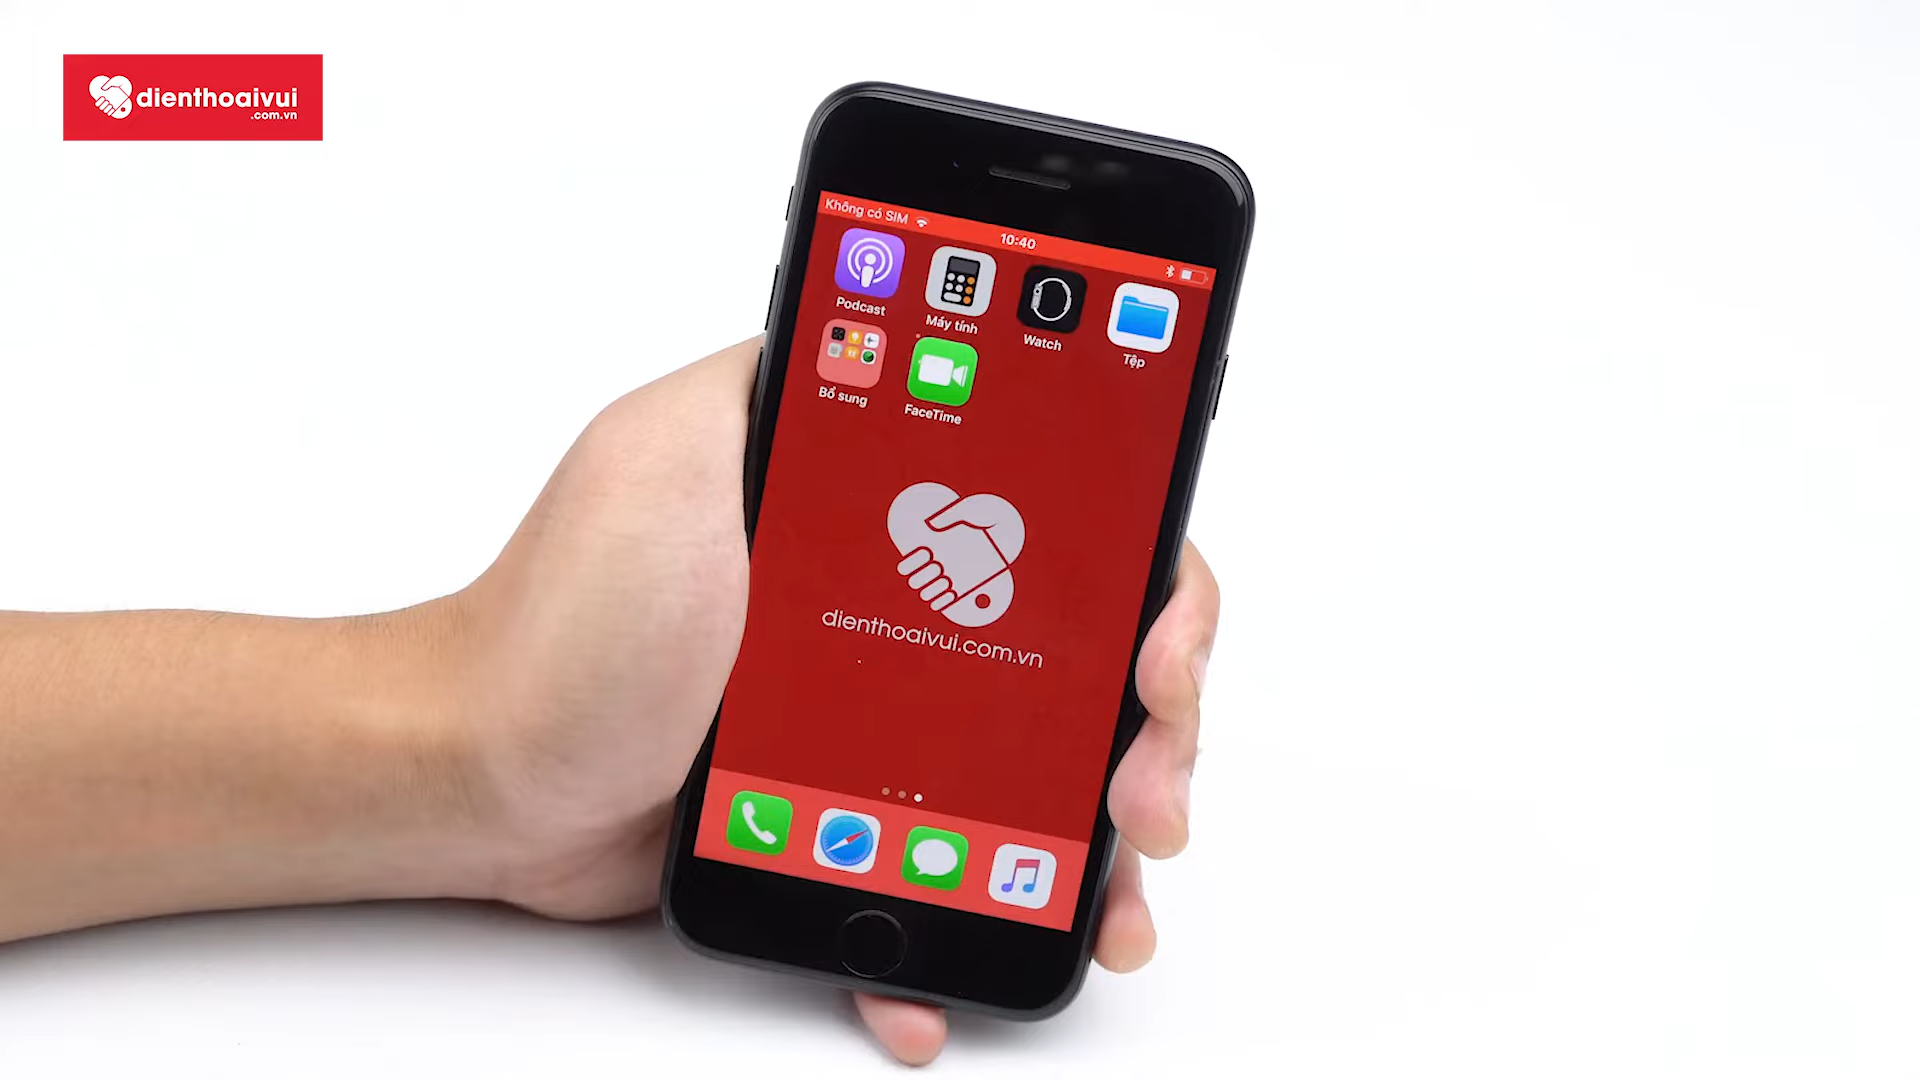 dienthoaivui
.com.vn
Không có SIM
10:40
Podcast
Máy tính
Watch
Tệp
Bổ sung
FaceTime
dienthoaivui.com.vn